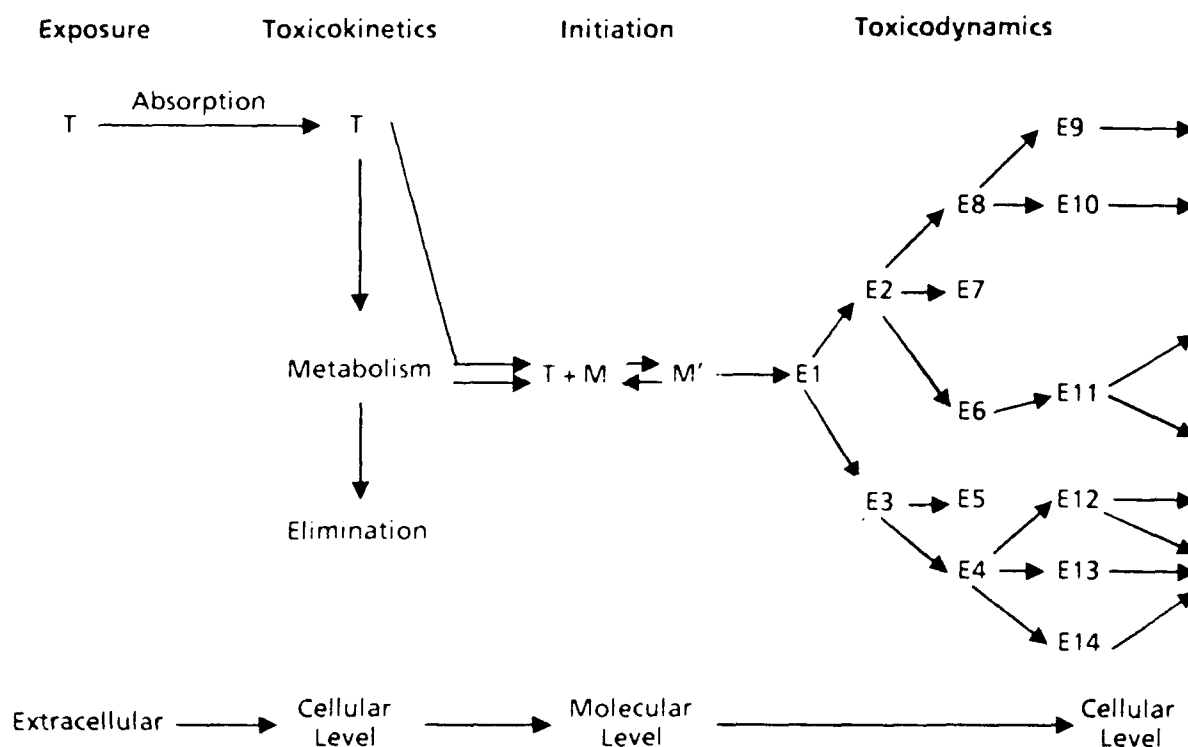 Exposure Toxicokinetics Initiation Toxicodynamics
Absorption
T T E9
E8 E10
E2 E7
Metabolism T + M M′ E1
E6 E11
E3 E5 E12
Elimination
E4 E13
E14
Extracellular Cellular Level Molecular Level Cellular Level